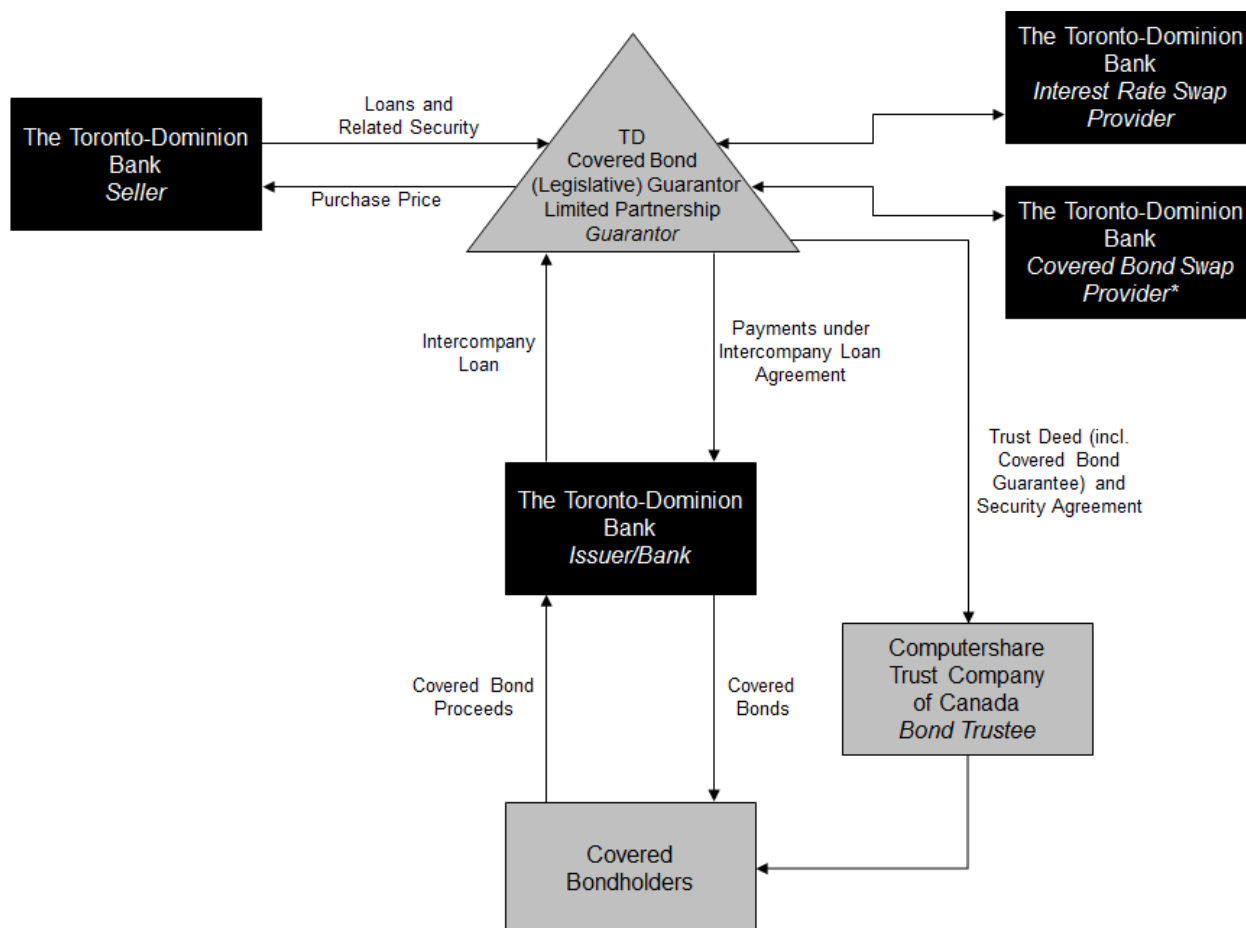 The Toronto-Dominion
Bank
Interest Rate Swap
Provider
Loans and
Related Security
The Toronto-Dominion
Bank
Seller
Purchase Price
TD
Covered Bond
(Legislative) Guarantor
Limited Partnership
Guarantor
The Toronto-Dominion
Bank
Covered Bond Swap
Provider*
Intercompany
Loan
Payments under
Intercompany Loan
Agreement
Trust Deed (incl.
Covered Bond
Guarantee) and
Security Agreement
The Toronto-Dominion
Bank
Issuer/Bank
Computershare
Trust Company
of Canada
Bond Trustee
Covered Bond
Proceeds
Covered
Bonds
Covered
Bondholders